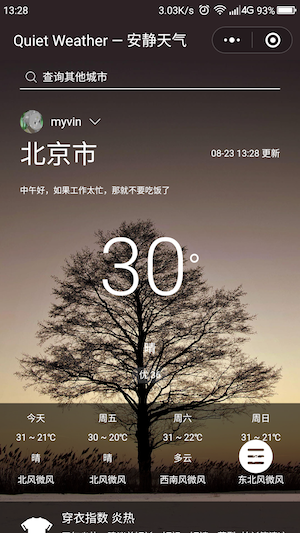 13:28 3.03K/s 4G 93%
Quiet Weather — 安静天气
查询其他城市
myvin
北京市
08-23 13:28 更新
中午好，如果工作太忙，那就不要吃饭了
30°
晴
今天 周五 周六 周日
31 ~ 21℃ 30 ~ 20℃ 31 ~ 22℃ 31 ~ 21℃
晴 晴 多云
北风微风 北风微风 西南风微风 东北风微风
穿衣指数 炎热